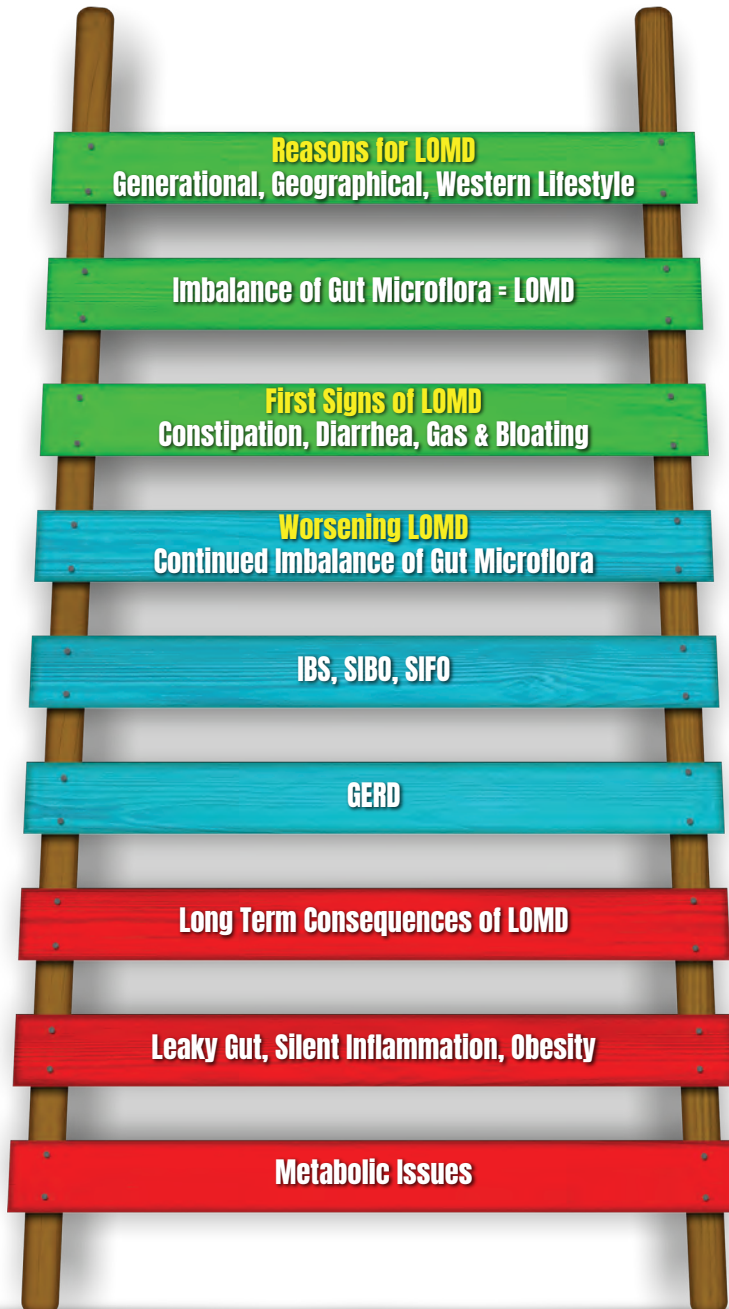 Reasons for LOMD
Generational, Geographical, Western Lifestyle
Imbalance of Gut Microflora = LOMD
First Signs of LOMD
Constipation, Diarrhea, Gas & Bloating
Worsening LOMD
Continued Imbalance of Gut Microflora
IBS, SIBO, SIFO
GERD
Long Term Consequences of LOMD
Leaky Gut, Silent Inflammation, Obesity
Metabolic Issues